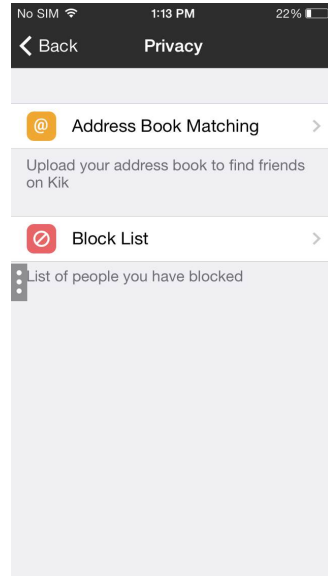 No SIM 1:13 PM 22%
Back Privacy
@ Address Book Matching
Upload your address book to find friends
on Kik
Block List
List of people you have blocked